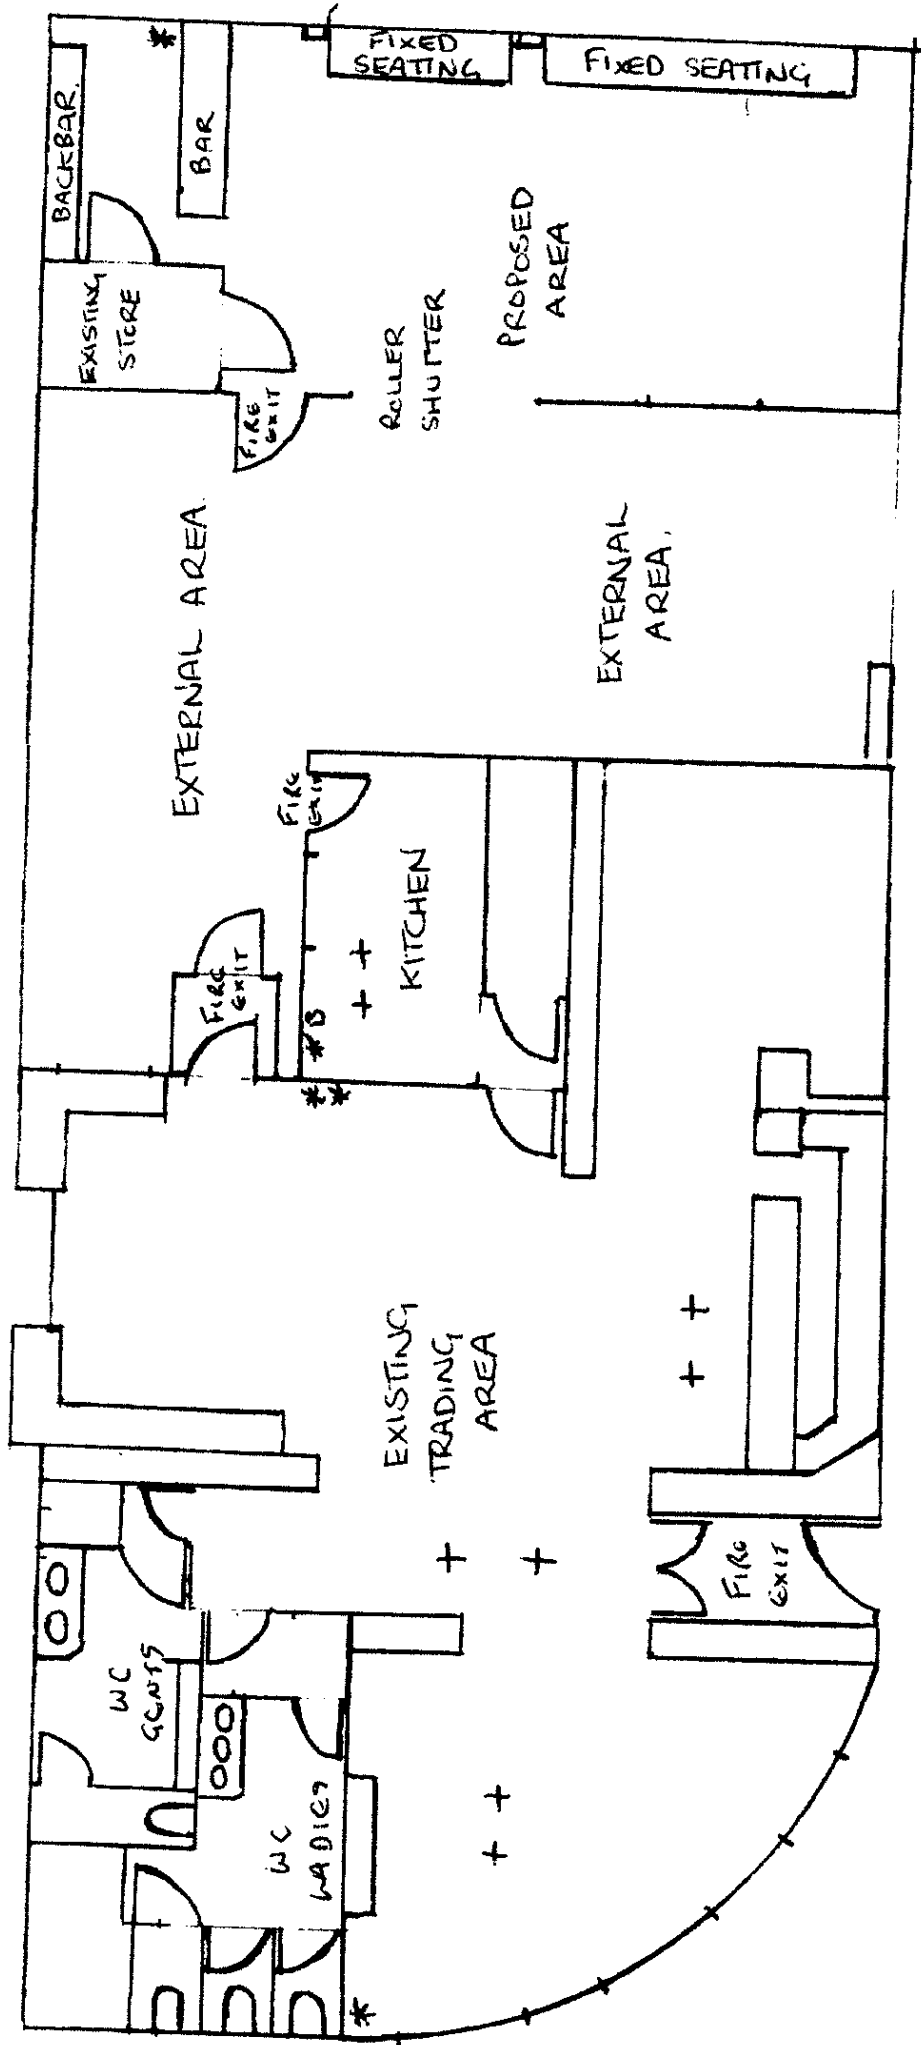 FIXED
SEATING
FIXED SEATING
BACKBAR.
BAR
EXISTING
STORE
PROPOSED
AREA
ROLLER
SHUTTER
FIRE
EXIT
EXTERNAL AREA.
EXTERNAL
AREA.
FIRE
EXIT
KITCHEN
FIRE
EXIT
*B
EXISTING
TRADING
AREA
FIRE
EXIT
WC
GENTS
WC
LADIES